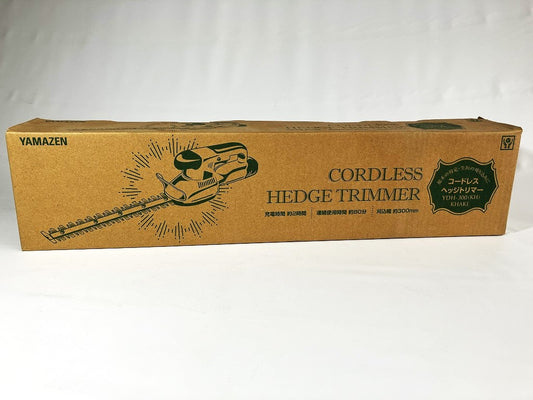 YAMAZEN
CORDLESS
HEDGE TRIMMER
充電時間 約2時間 連続使用時間 約80分 刈込幅 約300mm
コードレス
ヘッジトリマー
YDH-300(KH)
KHAKI